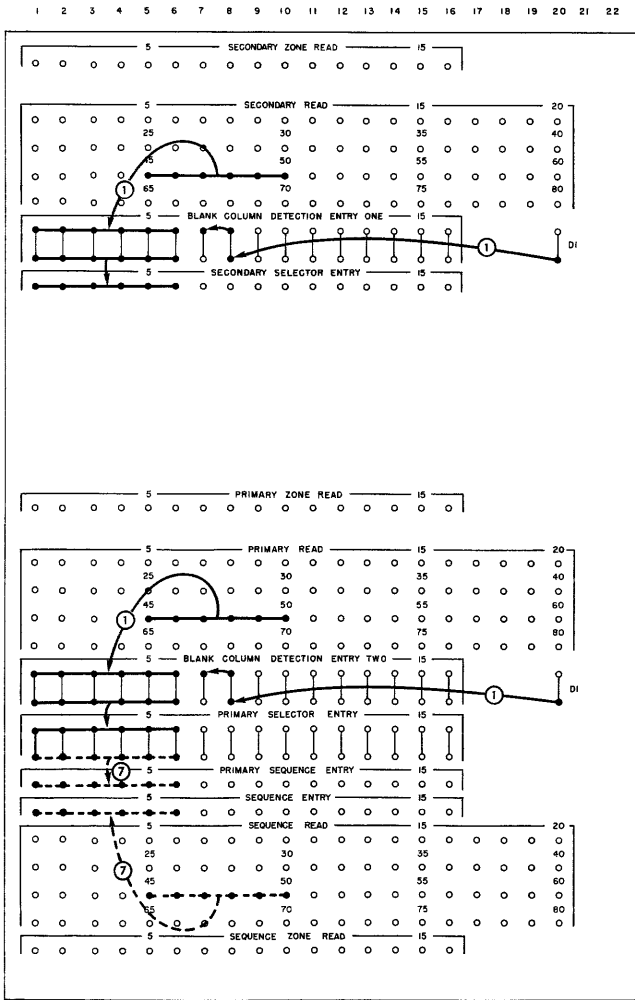 1 2 3 4 5 6 7 8 9 10 11 12 13 14 15 16 17 18 19 20 21 22
5 SECONDARY ZONE READ 15
5 SECONDARY READ 15 20
25 30 35 40
45 50 55 60
1
65 70 75 80
5 BLANK COLUMN DETECTION ENTRY ONE 15
1 DI
5 SECONDARY SELECTOR ENTRY 15
5 PRIMARY ZONE READ 15
5 PRIMARY READ 15 20
25 30 35 40
45 50 55 60
1
65 70 75 80
5 BLANK COLUMN DETECTION ENTRY TWO 15
1 DI
5 PRIMARY SELECTOR ENTRY 15
7
5 PRIMARY SEQUENCE ENTRY 15
5 SEQUENCE ENTRY 15
5 SEQUENCE READ 15 20
25 30 35 40
7
45 50 55 60
65 70 75 80
5 SEQUENCE ZONE READ 15